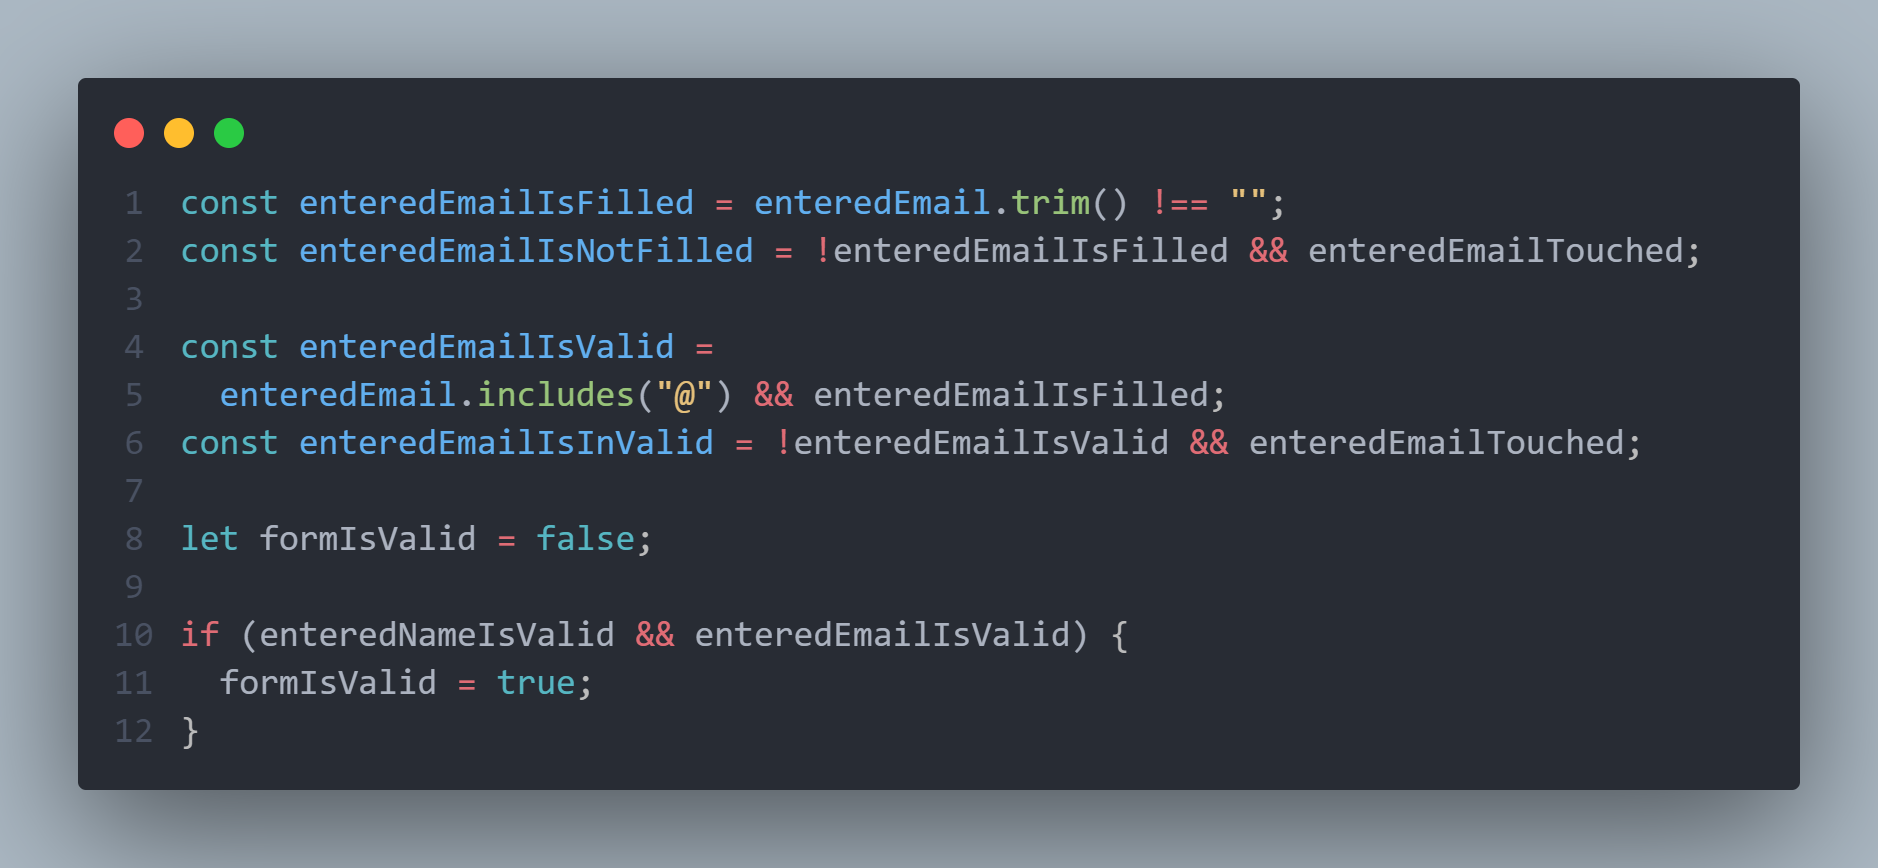 1 const enteredEmailIsFilled = enteredEmail.trim() !== "";
2 const enteredEmailIsNotFilled = !enteredEmailIsFilled && enteredEmailTouched;
3
4 const enteredEmailIsValid =
5   enteredEmail.includes("@") && enteredEmailIsFilled;
6 const enteredEmailIsInValid = !enteredEmailIsValid && enteredEmailTouched;
7
8 let formIsValid = false;
9
10 if (enteredNameIsValid && enteredEmailIsValid) {
11   formIsValid = true;
12 }